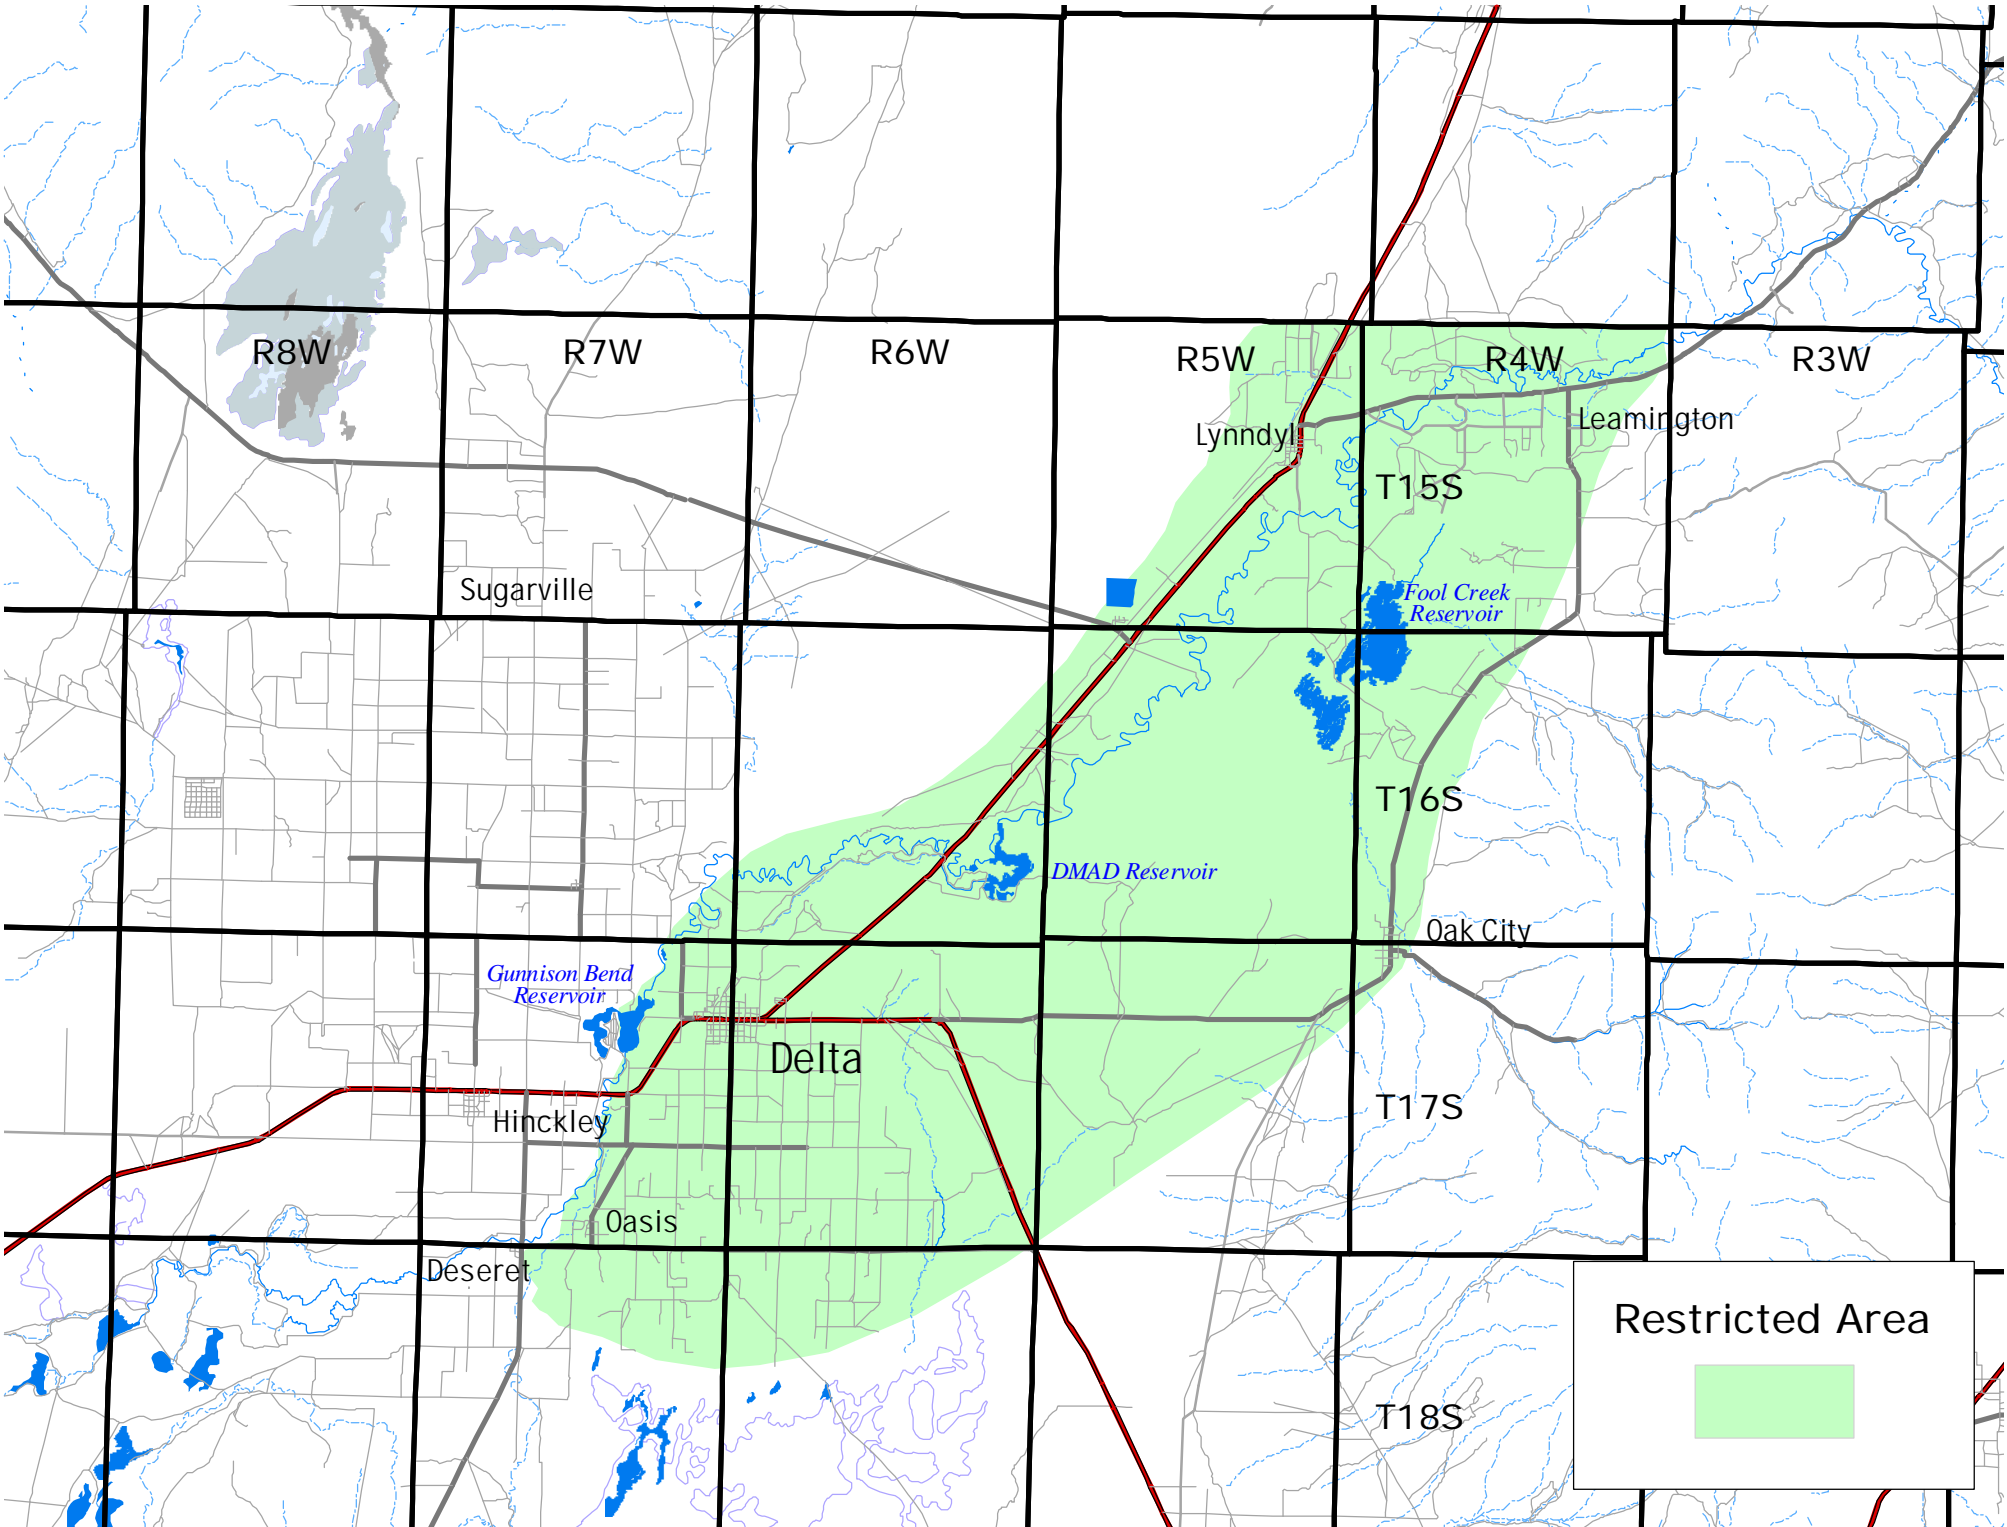 R8W
R7W
R6W
R5W
R4W
R3W
Leamington
Lynndyl
T15S
Sugarville
Fool Creek
Reservoir
T16S
DMAD Reservoir
Oak City
Gunnison Bend
Reservoir
Delta
T17S
Hinckley
Oasis
Deseret
Restricted Area
T18S